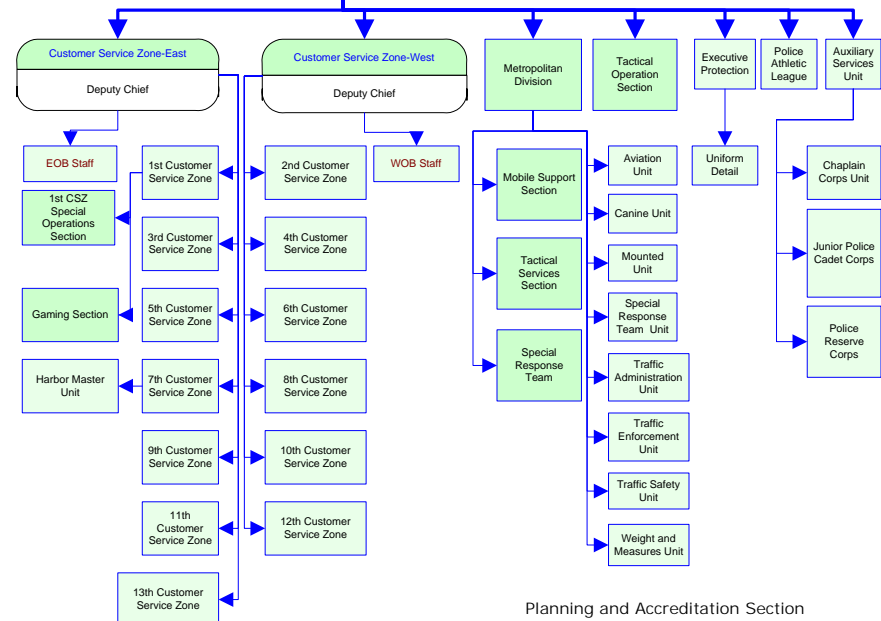 Customer Service Zone-East
Deputy Chief
Customer Service Zone-West
Deputy Chief
Metropolitan
Division
Tactical
Operation
Section
Executive
Protection
Police
Athletic
League
Auxiliary
Services
Unit
EOB Staff
WOB Staff
1st CSZ
Special
Operations
Section
Gaming Section
Harbor Master
Unit
1st Customer
Service Zone
3rd Customer
Service Zone
5th Customer
Service Zone
7th Customer
Service Zone
9th Customer
Service Zone
11th
Customer
Service Zone
13th Customer
Service Zone
2nd Customer
Service Zone
4th Customer
Service Zone
6th Customer
Service Zone
8th Customer
Service Zone
10th Customer
Service Zone
12th Customer
Service Zone
Mobile Support
Section
Tactical
Services
Section
Special
Response
Team
Aviation
Unit
Canine Unit
Mounted
Unit
Special
Response
Team Unit
Traffic
Administration
Unit
Traffic
Enforcement
Unit
Traffic Safety
Unit
Weight and
Measures Unit
Uniform
Detail
Chaplain
Corps Unit
Junior Police
Cadet Corps
Police
Reserve
Corps
Planning and Accreditation Section